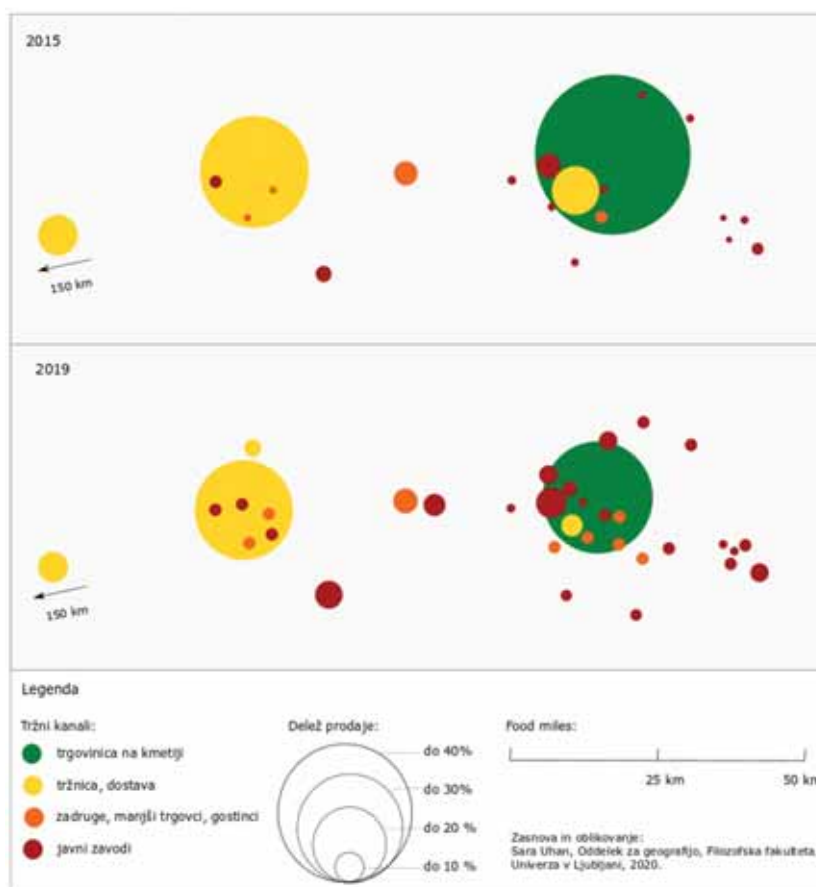 2015
150 km
2019
150 km
Legenda
Tržni kanali:
trgovinica na kmetiji
tržnica, dostava
zadruge, manjši trgovci, gostinci
javni zavodi
Delež prodaje:
do 40%
do 30%
do 20 %
do 10 %
Food miles:
25 km
50 km
Zasnova in oblikovanje:
Sara Uhan, Oddelek za geografijo, Filozofska fakulteta,
Univerza v Ljubljani, 2020.